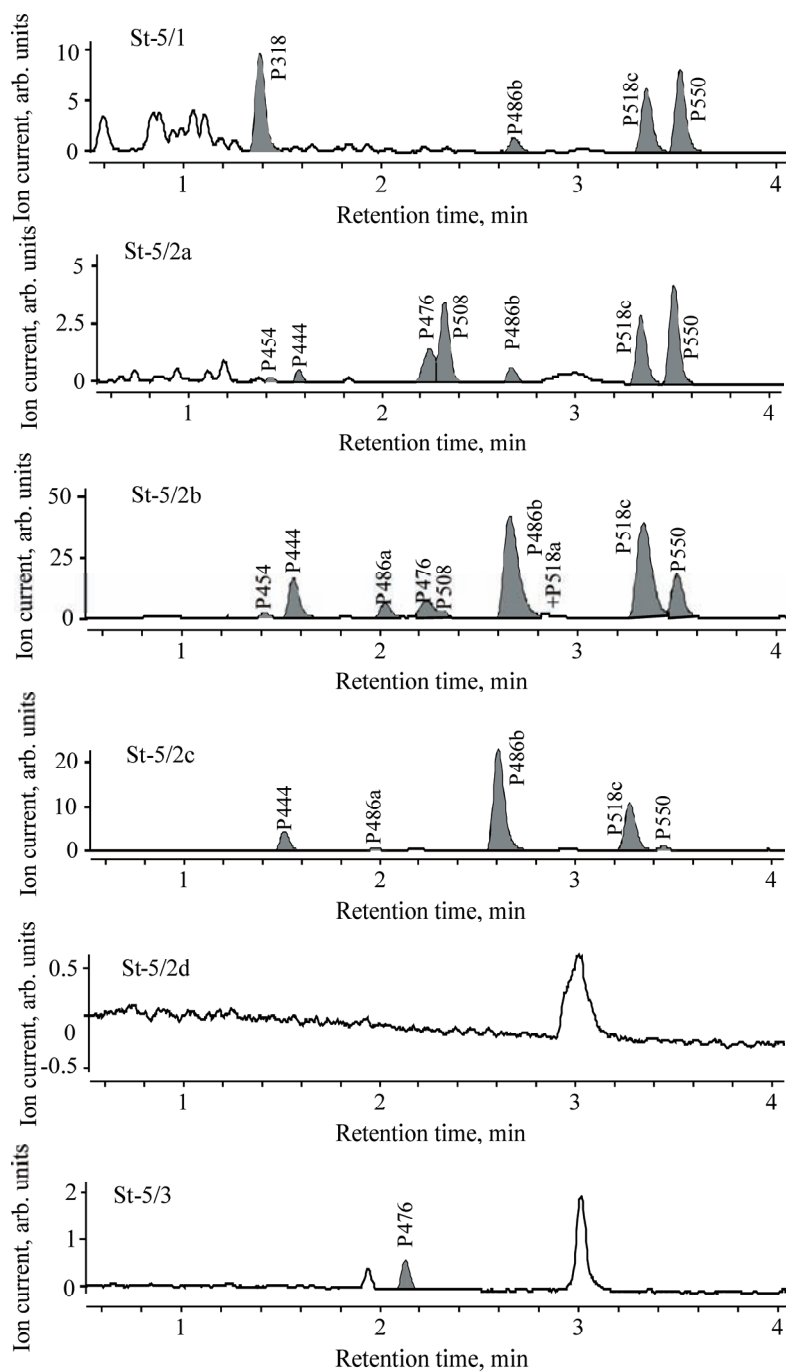 St-5/1
Ion current, arb. units
10
5
0
P318
P486b
P518c
P550
1 2 3 4
Retention time, min
St-5/2a
Ion current, arb. units
5
2.5
0
P454
P444
P476
P508
P486b
P518c
P550
1 2 3 4
Retention time, min
St-5/2b
Ion current, arb. units
50
25
0
P454
P444
P486a
P476
P508
P486b
+P518a
P518c
P550
1 2 3 4
Retention time, min
St-5/2c
Ion current, arb. units
20
10
0
P444
P486a
P486b
P518c
P550
1 2 3 4
Retention time, min
St-5/2d
Ion current, arb. units
0.5
0
-0.5
1 2 3 4
Retention time, min
St-5/3
Ion current, arb. units
2
1
0
P476
1 2 3 4
Retention time, min